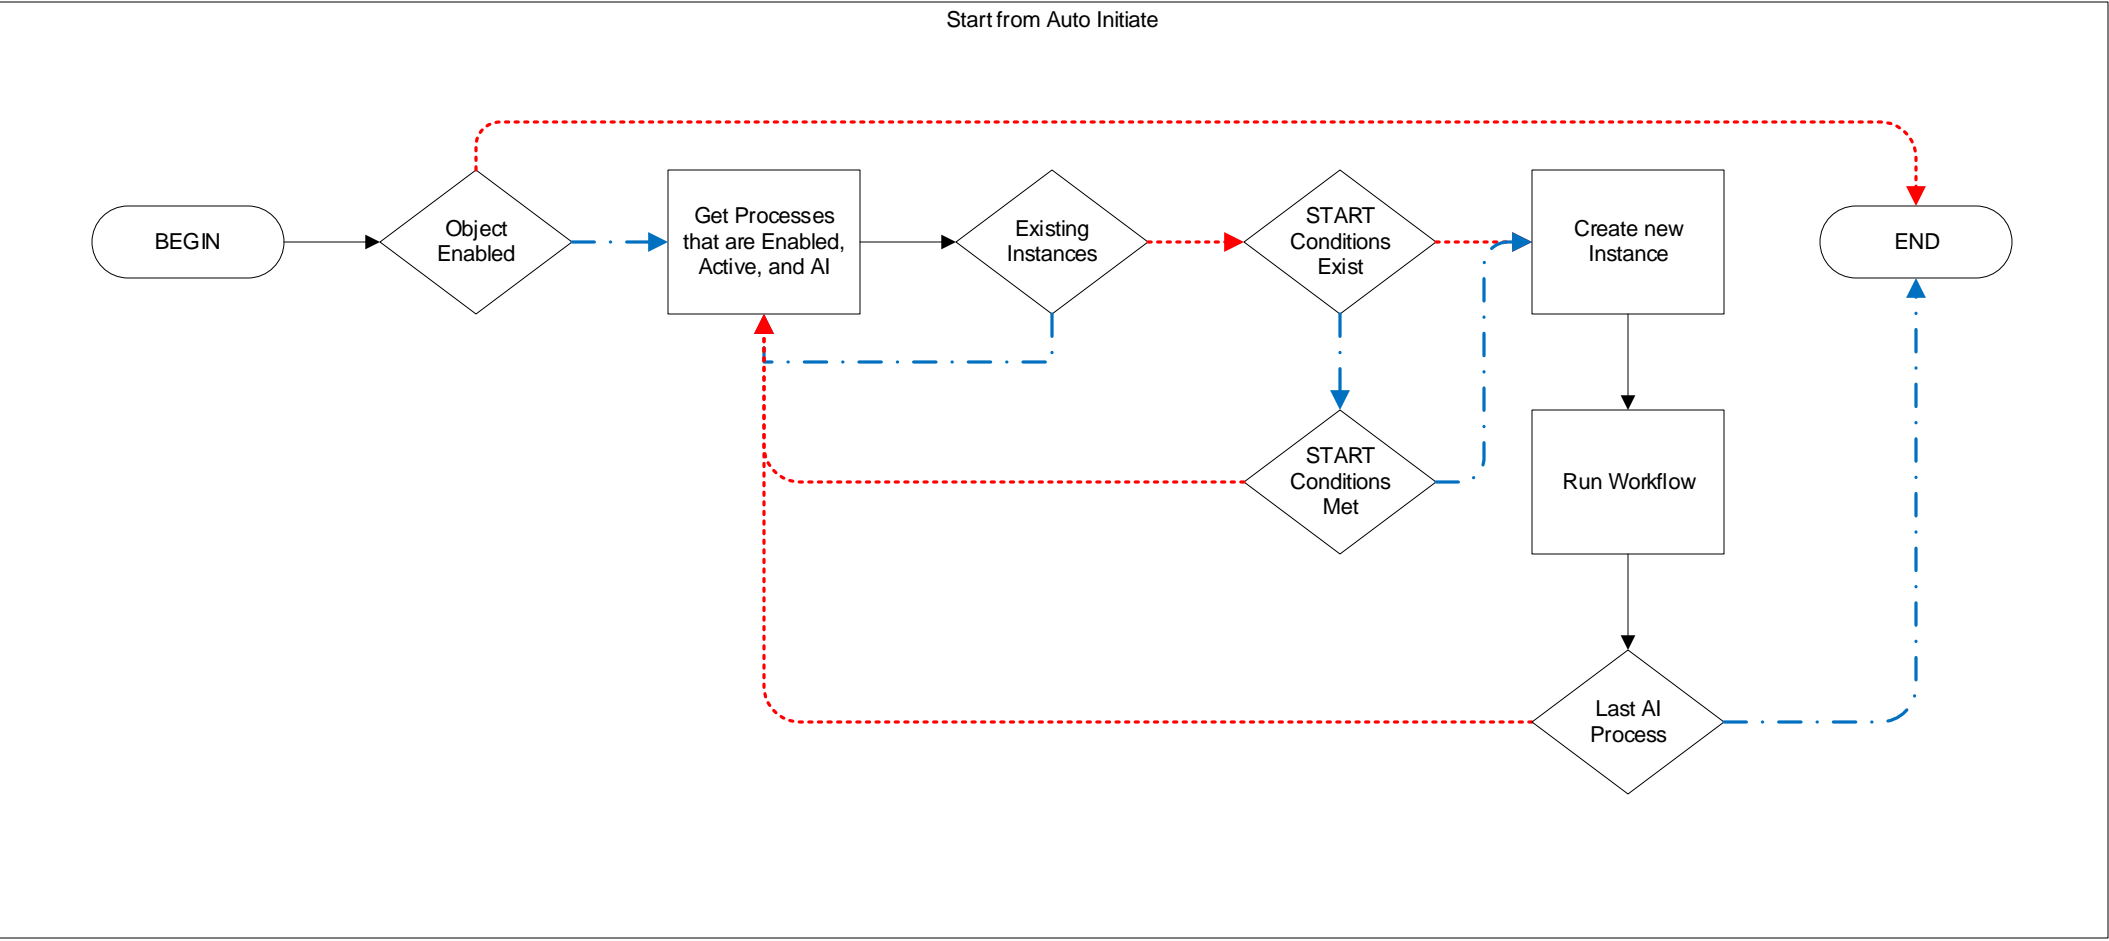 Start from Auto Initiate
BEGIN
Object
Enabled
Get Processes
that are Enabled,
Active, and AI
Existing
Instances
START
Conditions
Exist
Create new
Instance
END
START
Conditions
Met
Run Workflow
Last AI
Process